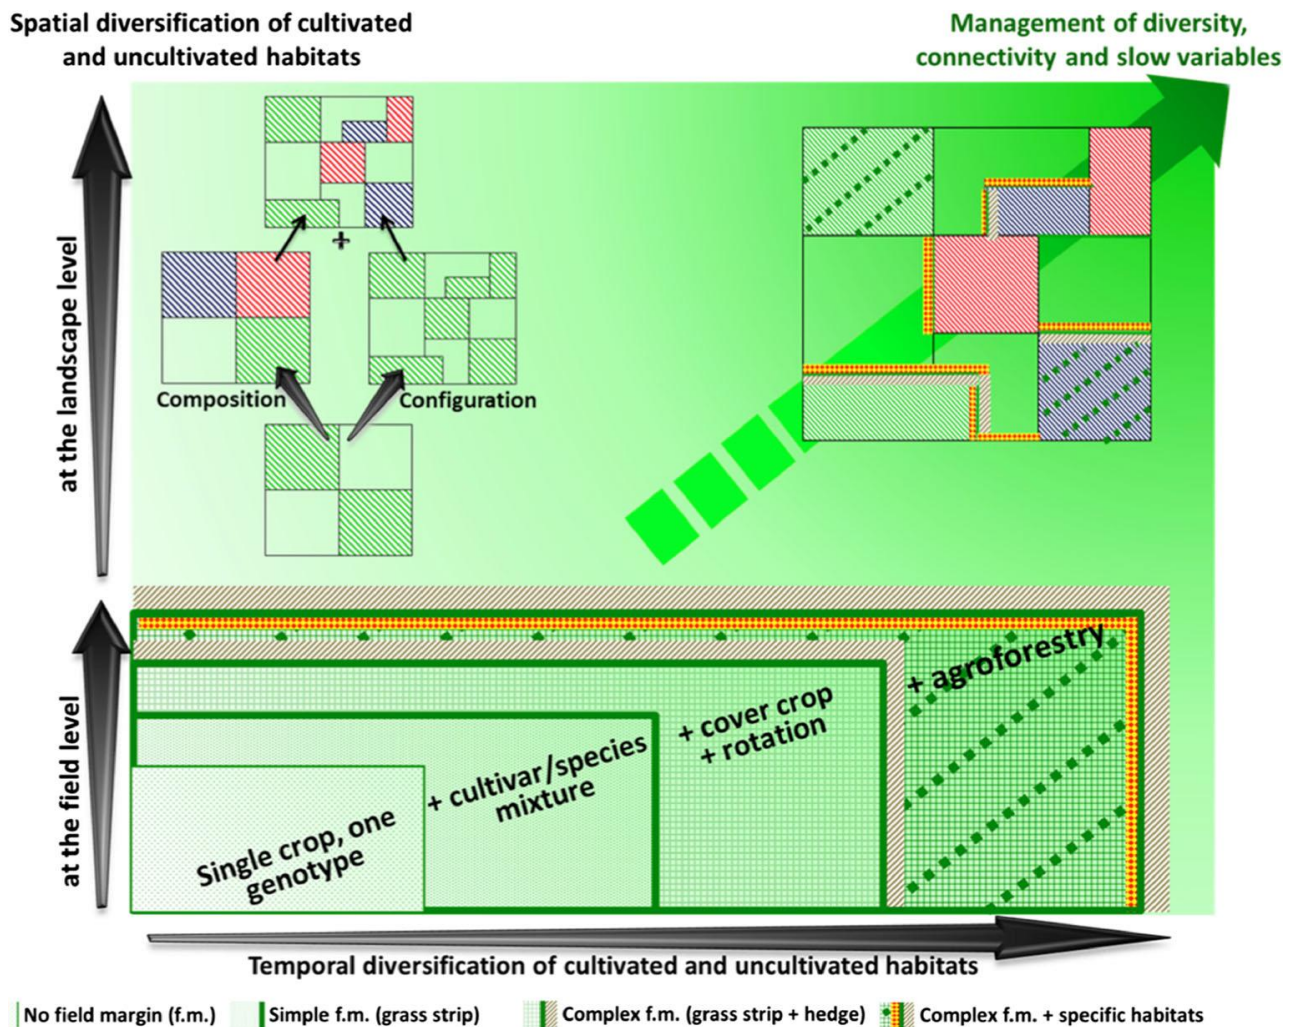 Spatial diversification of cultivated
and uncultivated habitats
Management of diversity,
connectivity and slow variables
at the landscape level
+
Composition
Configuration
at the field level
Single crop, one
genotype
+ cultivar/species
mixture
+ cover crop
+ rotation
+ agroforestry
Temporal diversification of cultivated and uncultivated habitats
No field margin (f.m.)
Simple f.m. (grass strip)
Complex f.m. (grass strip + hedge)
Complex f.m. + specific habitats